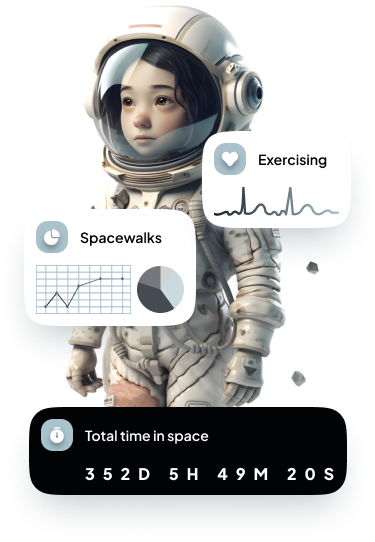 Exercising
Spacewalks
Total time in space
352D 5H 49M 20S